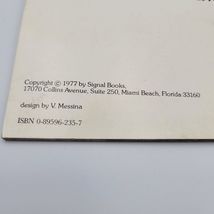 Copyright © 1977 by Signal Books,
17070 Collins Avenue, Suite 250, Miami Beach, Florida 33160
design by V. Messina
ISBN 0-89596-235-7